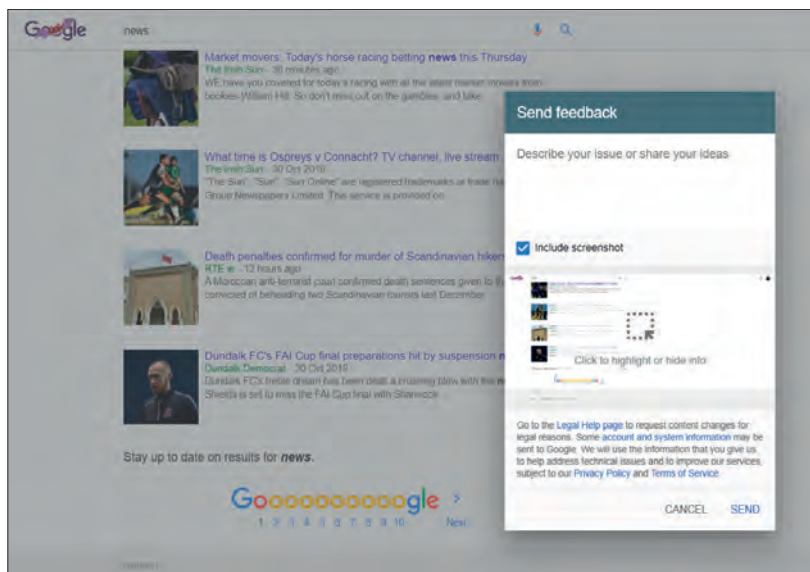 Google
news
Market movers: Today's horse racing betting news this Thursday
The Irish Sun - 30 minutes ago
WE have you covered for today's racing with all the latest market movers from
bookies William Hill. So don't miss out on the gambles, and take
What time is Ospreys v Connacht? TV channel, live stream
The Irish Sun - 30 Oct 2019
"The Sun", "Sun", "Sun Online" are registered trademarks or trade
Group Newspapers Limited. This service is provided on
Death penalties confirmed for murder of Scandinavian hikers
RTE - 12 hours ago
A Moroccan anti-terrorist court confirmed death sentences given to
convicted of beheading two Scandinavian tourists last December
Dundalk FC's FAI Cup final preparations hit by suspension
Dundalk Democrat - 30 Oct 2019
Dundalk FC's treble dream has been dealt a crushing blow with the
Shields is set to miss the FAI Cup final with Shamrock
Stay up to date on results for news.
Gooooooooooogle >
1 2 3 4 5 6 7 8 9 10 Next
Send feedback
Describe your issue or share your ideas
Include screenshot
Click to highlight or hide info
Go to the Legal Help page to request content changes for
legal reasons. Some account and system information may be
sent to Google. We will use the information that you give us
to help address technical issues and to improve our services,
subject to our Privacy Policy and Terms of Service.
CANCEL SEND